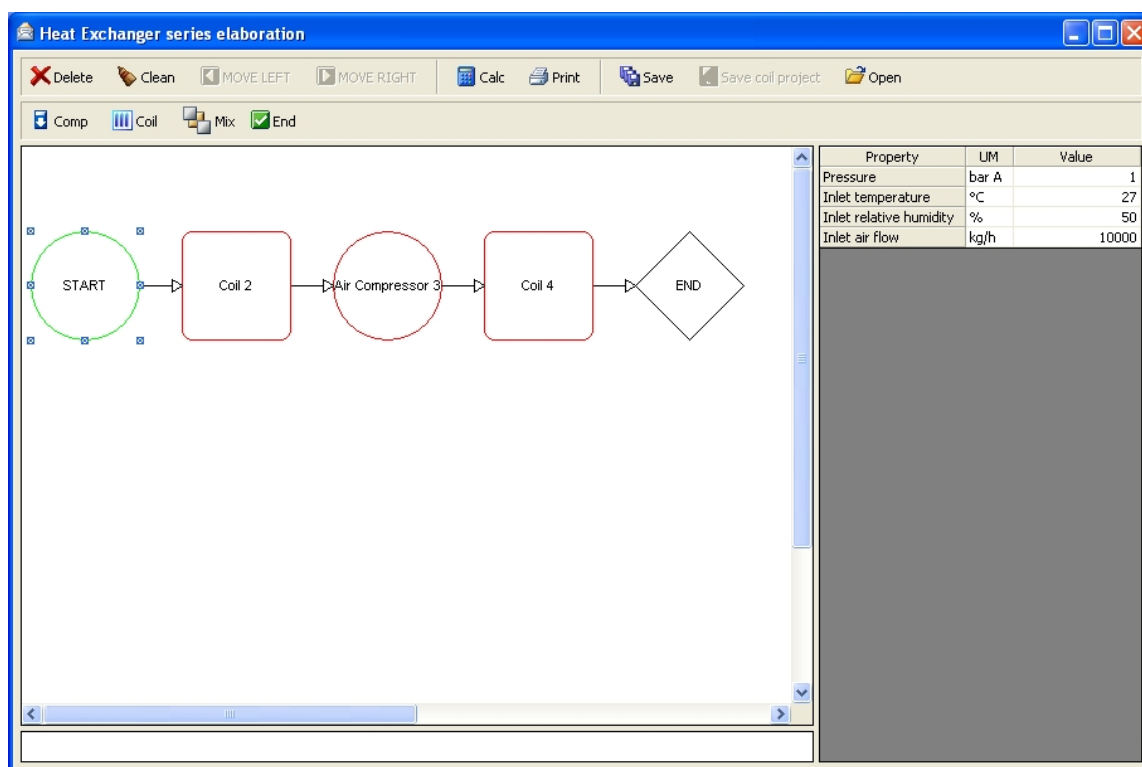 Heat Exchanger series elaboration
Delete Clean MOVE LEFT MOVE RIGHT Calc Print Save Save coil project Open
Comp Coil Mix End
Property UM Value
Pressure bar A 1
Inlet temperature °C 27
Inlet relative humidity % 50
Inlet air flow kg/h 10000
START Coil 2 Air Compressor 3 Coil 4 END